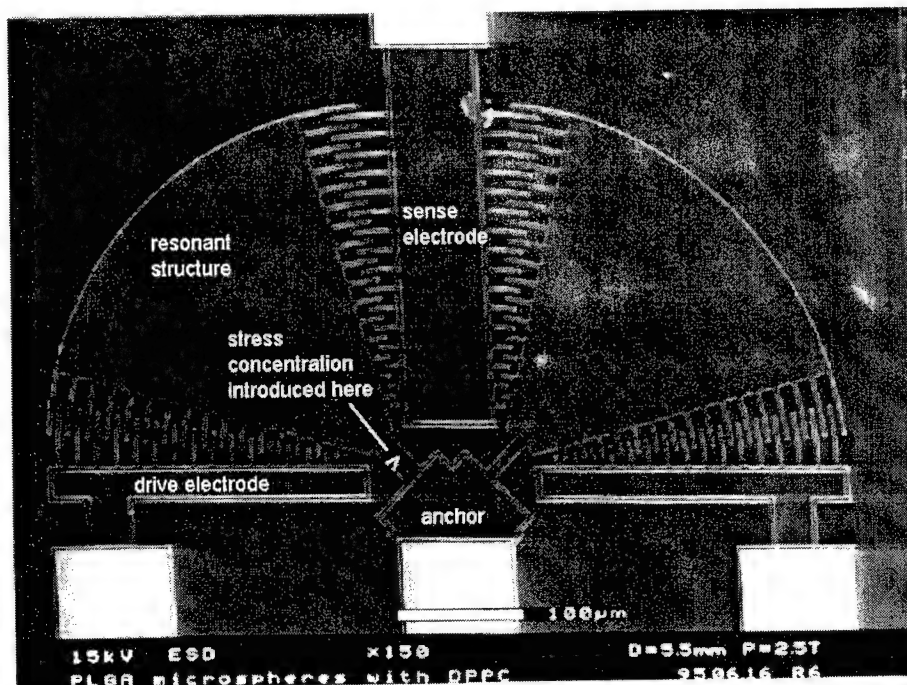 sense
electrode
resonant
structure
stress
concentration
introduced here
drive electrode
anchor
100µm
15kV ESD ×150 D=5.5mm P=2.5T
PLGA microspheres with DPPC 950616 R6